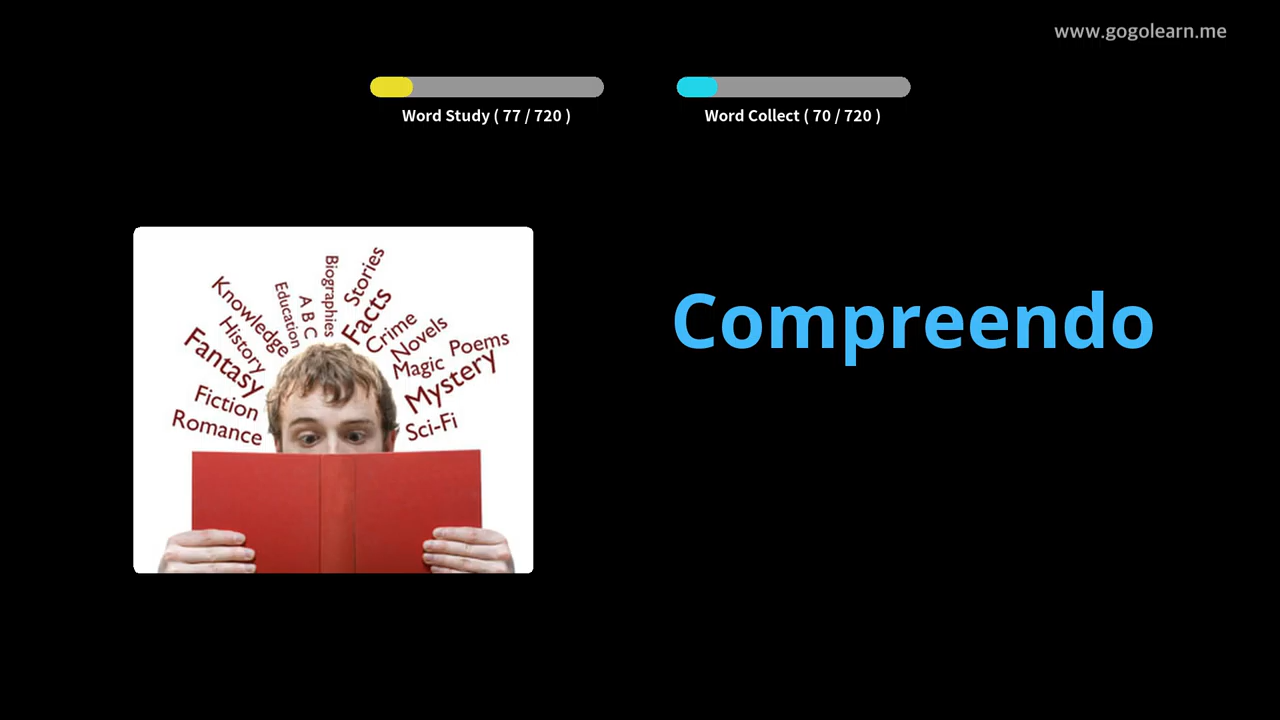 www.gogolearn.me
Word Study ( 77 / 720 )
Word Collect ( 70 / 720 )
Compreendo
Knowledge
Education
A B C
Biographies
Stories
Facts
Crime
Novels
Poems
History
Fantasy
Magic
Mystery
Fiction
Romance
Sci-Fi